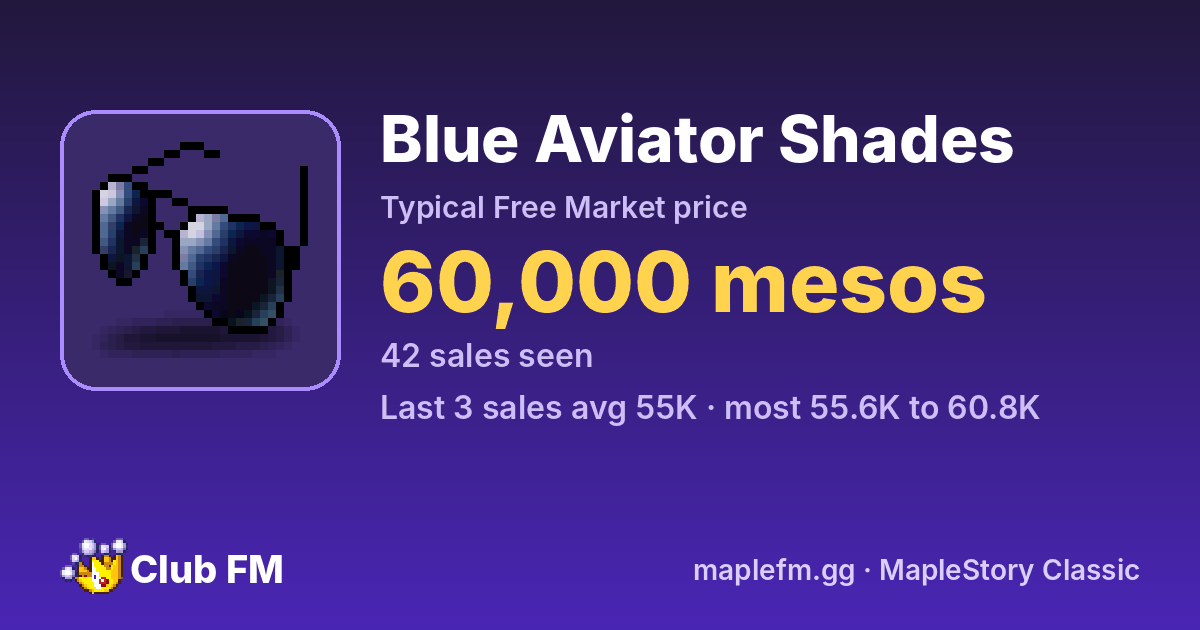 Blue Aviator Shades
Typical Free Market price
60,000 mesos
42 sales seen
Last 3 sales avg 55K · most 55.6K to 60.8K
Club FM
maplefm.gg · MapleStory Classic